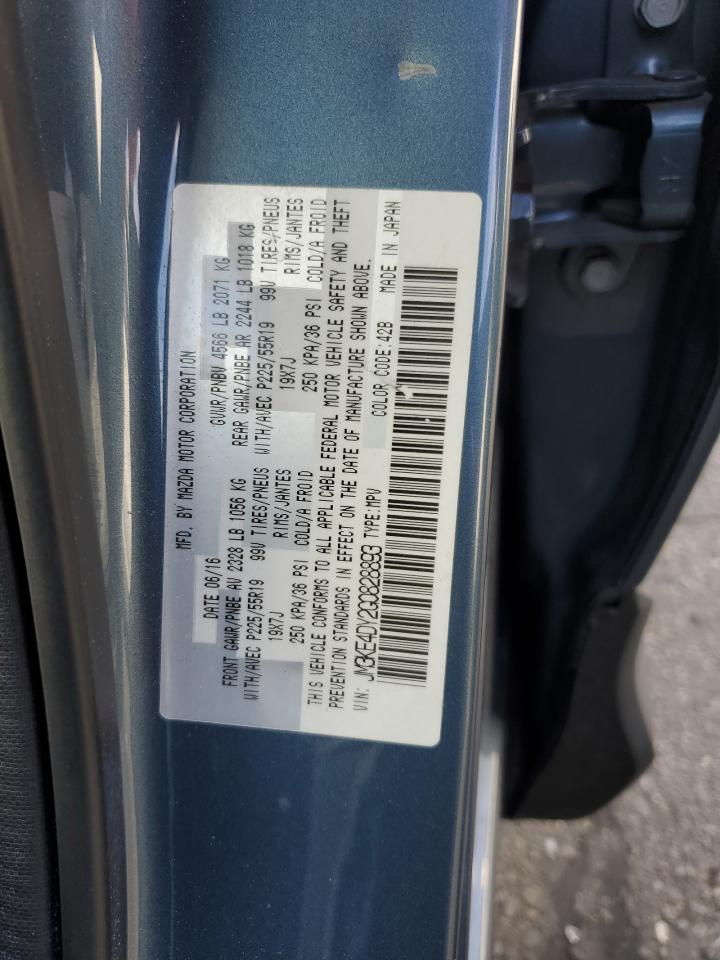 MFD. BY MAZDA MOTOR CORPORATION
DATE 06/16 GVWR/PNBV 4566 LB 2071 KG
FRONT GAWR/PNBE AV 2328 LB 1056 KG REAR GAWR/PNBE AR 2244 LB 1018 KG
WITH/AVEC P225/55R19 99V TIRES/PNEUS WITH/AVEC P225/55R19 99V TIRES/PNEUS
19X7J RIMS/JANTES 19X7J RIMS/JANTES
250 KPA/36 PSI COLD/A FROID 250 KPA/36 PSI COLD/A FROID
THIS VEHICLE CONFORMS TO ALL APPLICABLE FEDERAL MOTOR VEHICLE SAFETY AND THEFT
PREVENTION STANDARDS IN EFFECT ON THE DATE OF MANUFACTURE SHOWN ABOVE.
VIN: JM3KE4DY2G0828893 TYPE:MPV COLOR CODE:42B MADE IN JAPAN